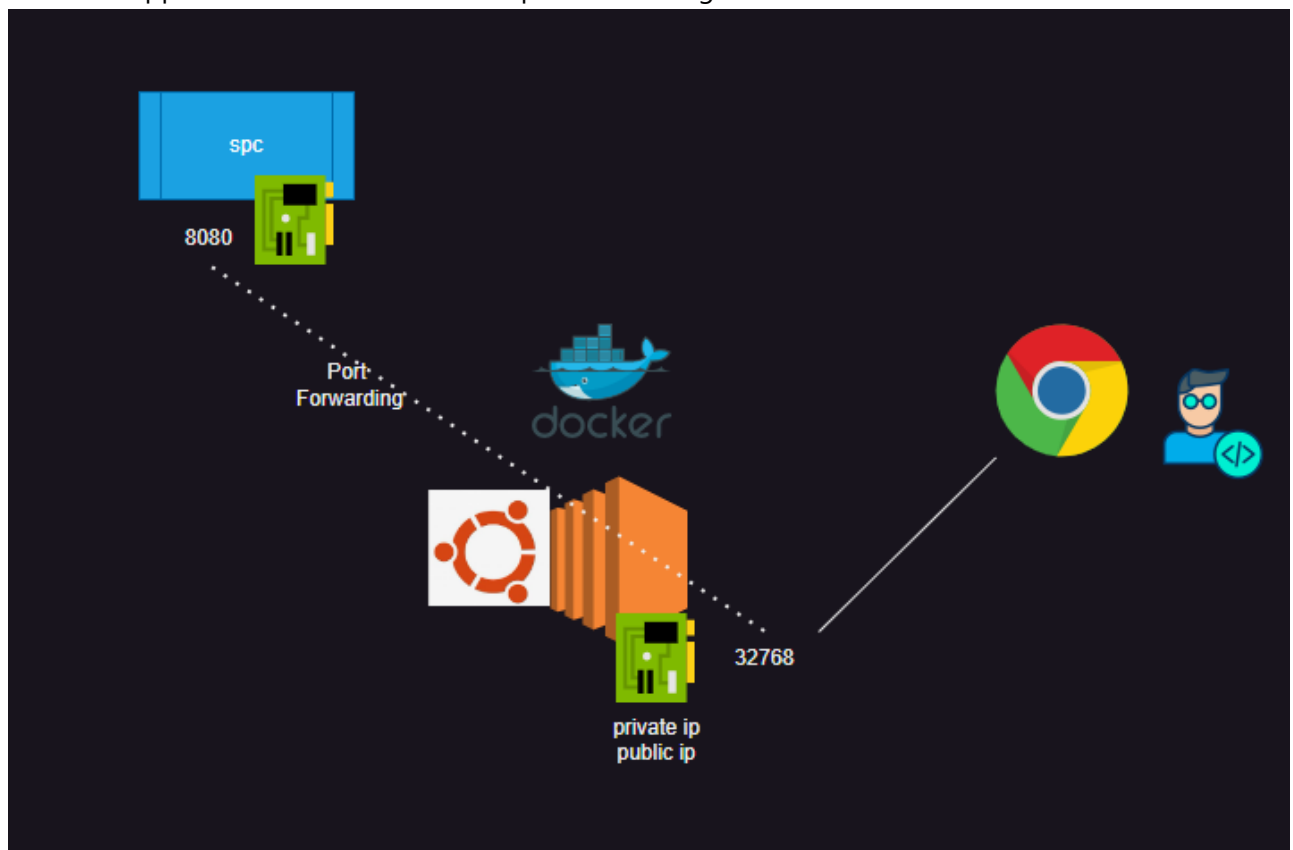 spc
8080
Port
Forwarding
docker
32768
private ip
public ip